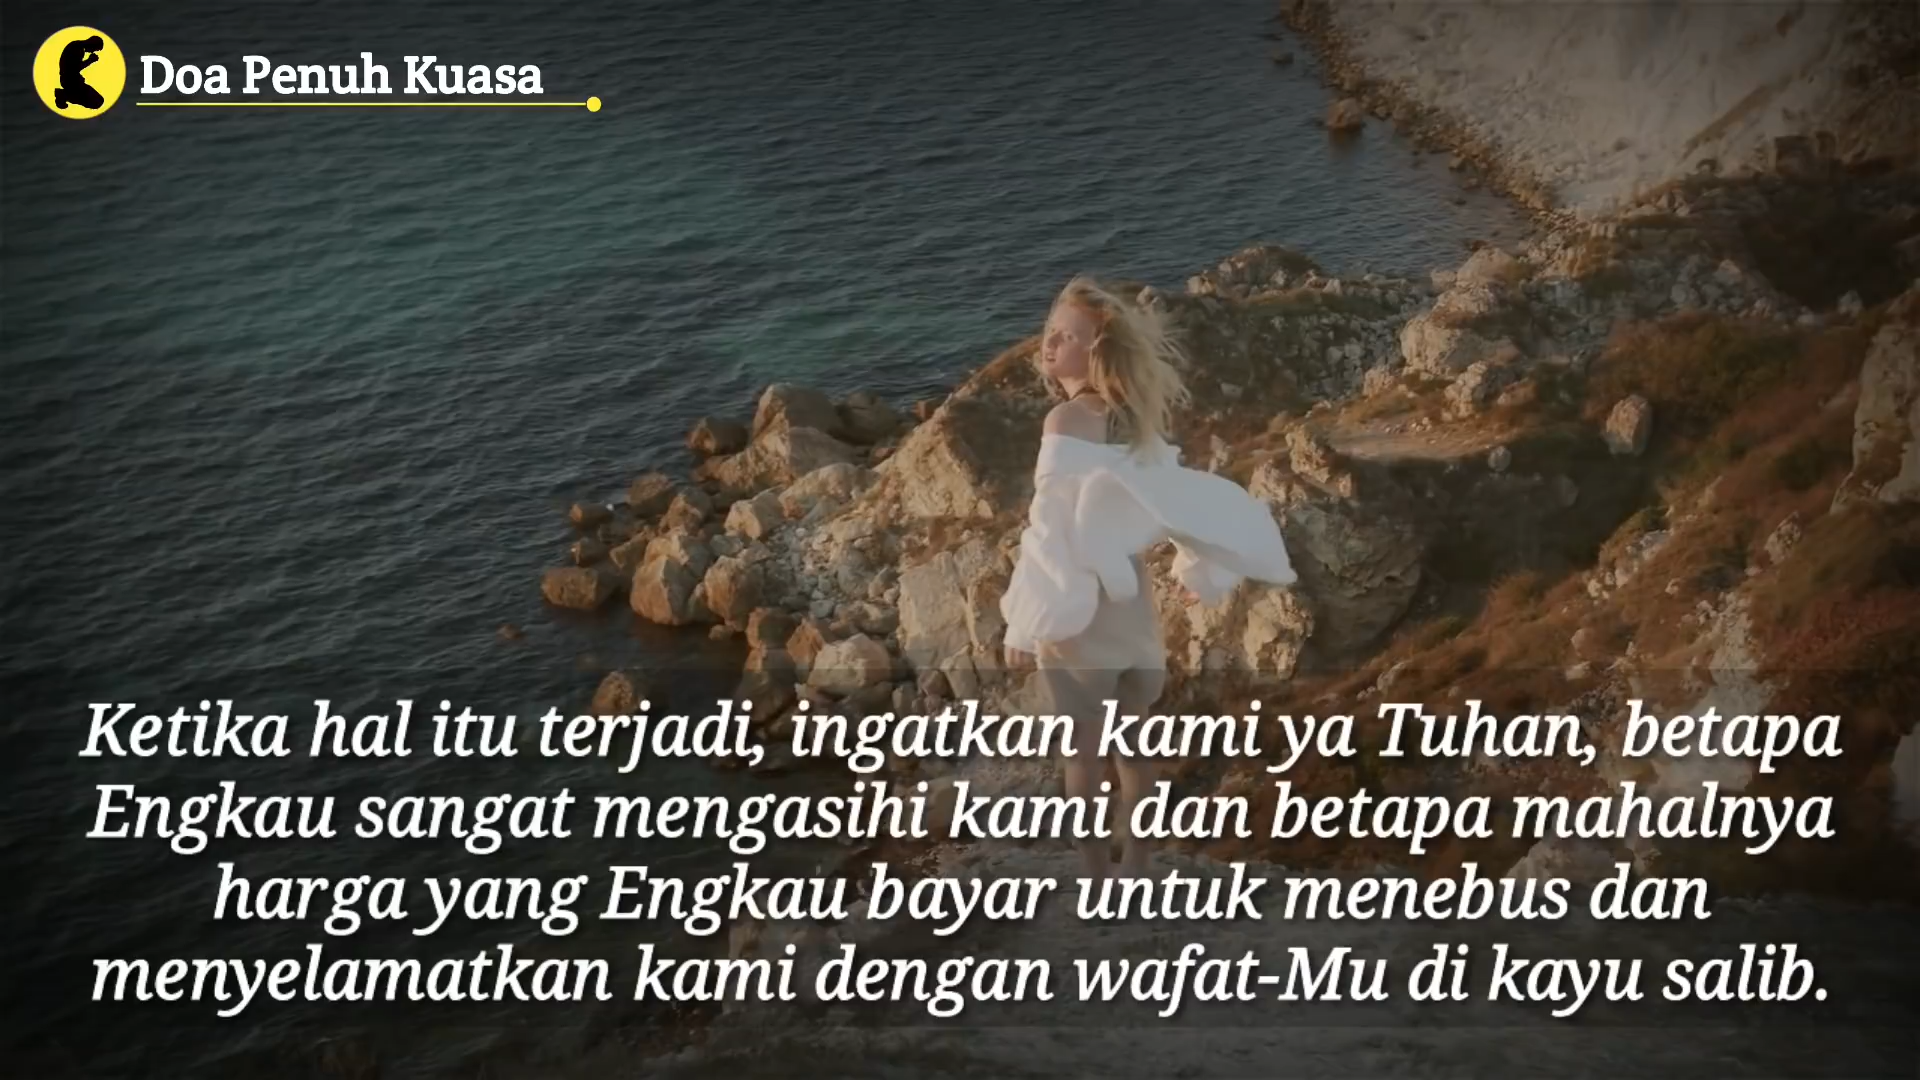 Doa Penuh Kuasa
Ketika hal itu terjadi, ingatkan kami ya Tuhan, betapa
Engkau sangat mengasihi kami dan betapa mahalnya
harga yang Engkau bayar untuk menebus dan
menyelamatkan kami dengan wafat-Mu di kayu salib.